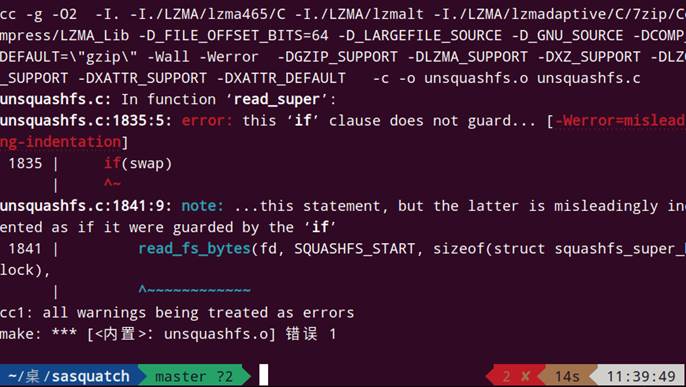 cc -g -O2  -I. -I./LZMA/lzma465/C -I./LZMA/lzmalt -I./LZMA/lzmadaptive/C/7zip/Co
mpress/LZMA_Lib -D_FILE_OFFSET_BITS=64 -D_LARGEFILE_SOURCE -D_GNU_SOURCE -DCOMP_
DEFAULT=\"gzip\" -Wall -Werror  -DGZIP_SUPPORT -DLZMA_SUPPORT -DXZ_SUPPORT -DLZO
_SUPPORT -DXATTR_SUPPORT -DXATTR_DEFAULT   -c -o unsquashfs.o unsquashfs.c
unsquashfs.c: In function ‘read_super’:
unsquashfs.c:1835:5: error: this ‘if’ clause does not guard... [-Werror=mislead
ng-indentation]
1835 |     if(swap)
|     ^~
unsquashfs.c:1841:9: note: ...this statement, but the latter is misleadingly ind
ented as if it were guarded by the ‘if’
1841 |         read_fs_bytes(fd, SQUASHFS_START, sizeof(struct squashfs_super_b
lock),
|         ^~~~~~~~~~~~~
cc1: all warnings being treated as errors
make: *** [<内置>: unsquashfs.o] 错误 1
~/桌/sasquatch  master ?2  2 ✘  14s  11:39:49